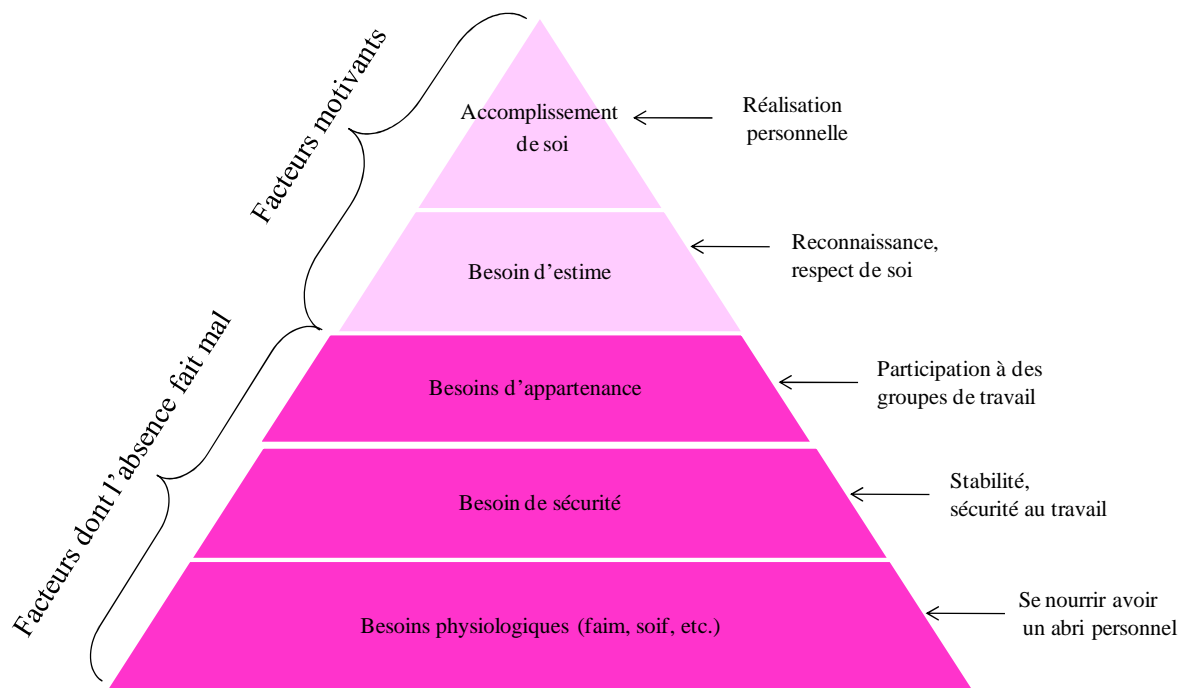 Facteurs motivants
Accomplissement
de soi
Réalisation
personnelle
Besoin d’estime
Reconnaissance,
respect de soi
Facteurs dont l’absence fait mal
Besoins d’appartenance
Participation à des
groupes de travail
Besoin de sécurité
Stabilité,
sécurité au travail
Besoins physiologiques (faim, soif, etc.)
Se nourrir avoir
un abri personnel